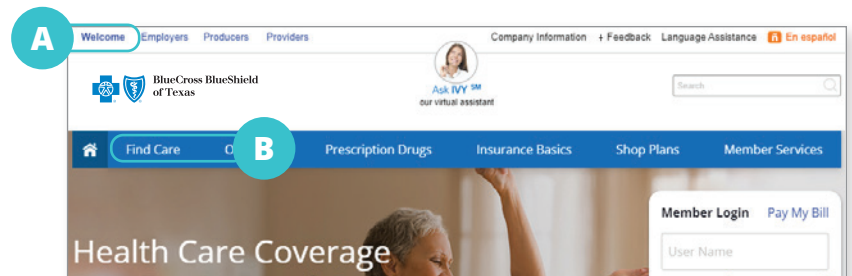 A
Welcome Employers Producers Providers Company Information + Feedback Language Assistance ñ En español
BlueCross BlueShield
of Texas
Ask IVY SM
our virtual assistant
Search
Find Care O B Prescription Drugs Insurance Basics Shop Plans Member Services
Member Login Pay My Bill
Health Care Coverage
User Name